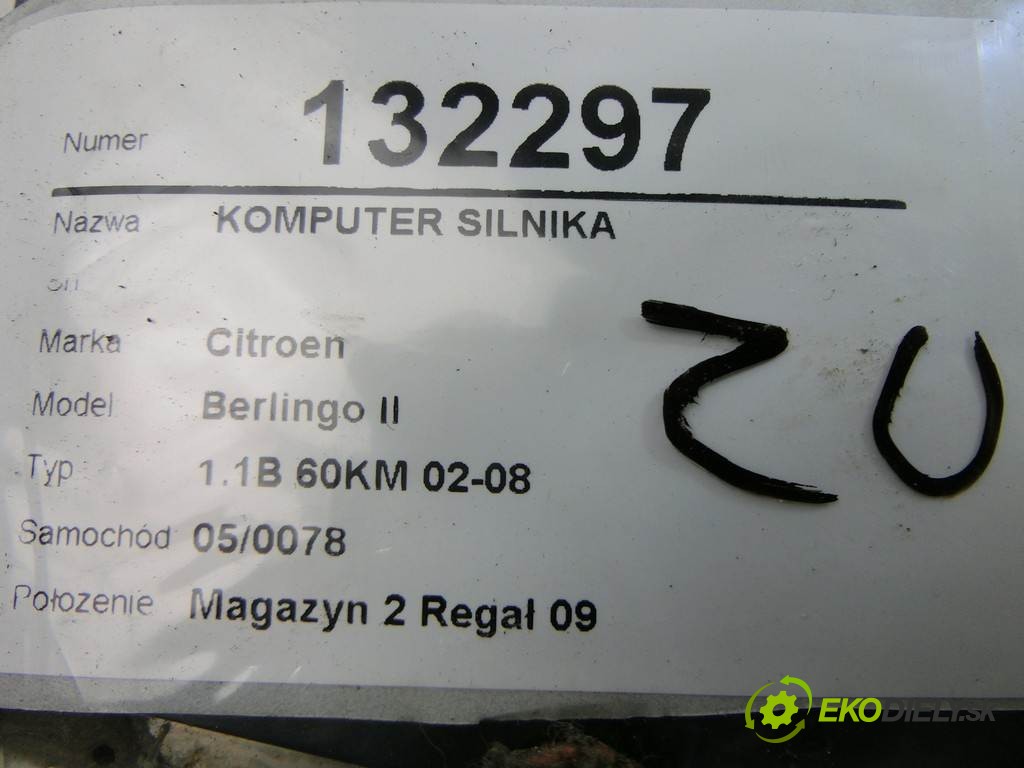 Numer 132297
Nazwa KOMPUTER SILNIKA
Marka Citroen
Model Berlingo II
Typ 1.1B 60KM 02-08
Samochód 05/0078
Położenie Magazyn 2 Regał 09
ZU
EKODIELY.SK